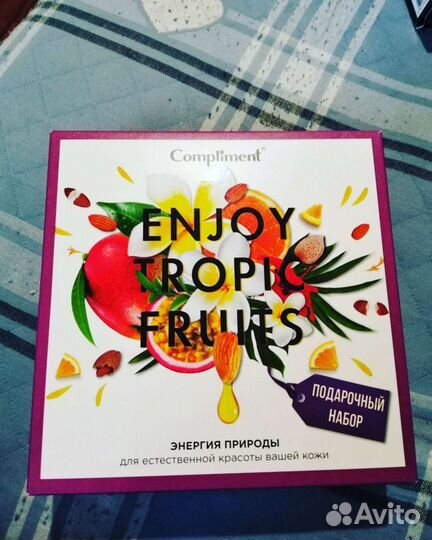 Compliment®
ENJOY
TROPIC
FRUITS
ПОДАРОЧНЫЙ
НАБОР
ЭНЕРГИЯ ПРИРОДЫ
для естественной красоты вашей кожи
Avito